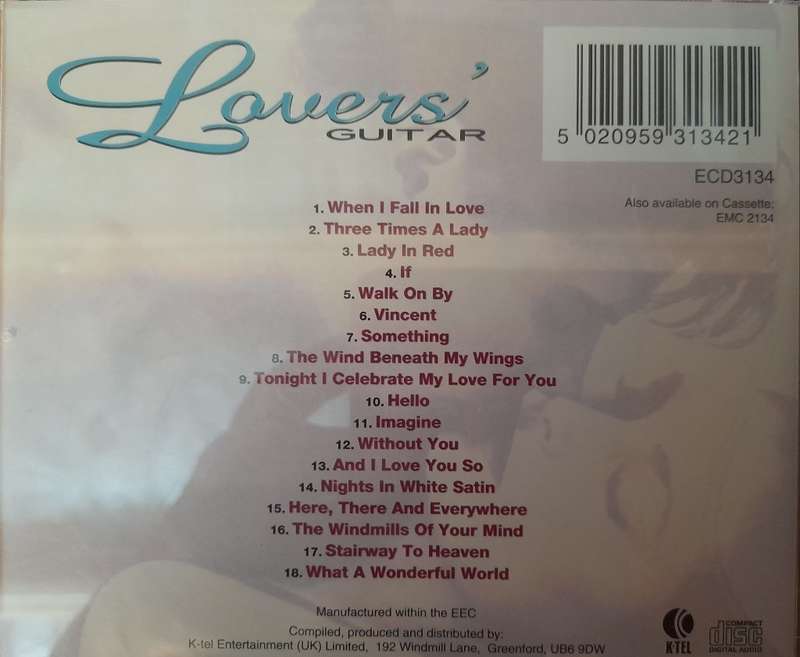 Lovers'
GUITAR
5 020959 313421
ECD3134
Also available on Cassette:
EMC 2134
1. When I Fall In Love
2. Three Times A Lady
3. Lady In Red
4. If
5. Walk On By
6. Vincent
7. Something
8. The Wind Beneath My Wings
9. Tonight I Celebrate My Love For You
10. Hello
11. Imagine
12. Without You
13. And I Love You So
14. Nights In White Satin
15. Here, There And Everywhere
16. The Windmills Of Your Mind
17. Stairway To Heaven
18. What A Wonderful World
Manufactured within the EEC
Compiled, produced and distributed by:
K-tel Entertainment (UK) Limited, 192 Windmill Lane, Greenford, UB6 9DW
K
K-TEL
COMPACT
disc
DIGITAL AUDIO